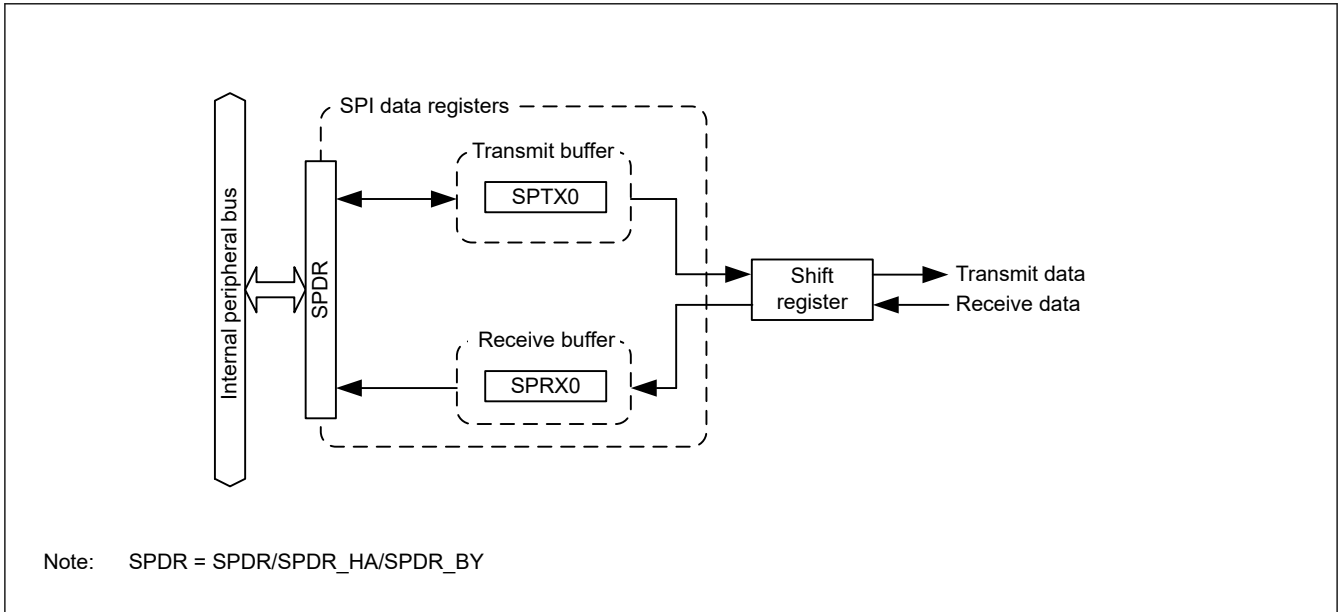 SPI data registers
Transmit buffer
SPTX0
Internal peripheral bus
SPDR
Shift
register
Transmit data
Receive data
Receive buffer
SPRX0
Note: SPDR = SPDR/SPDR_HA/SPDR_BY